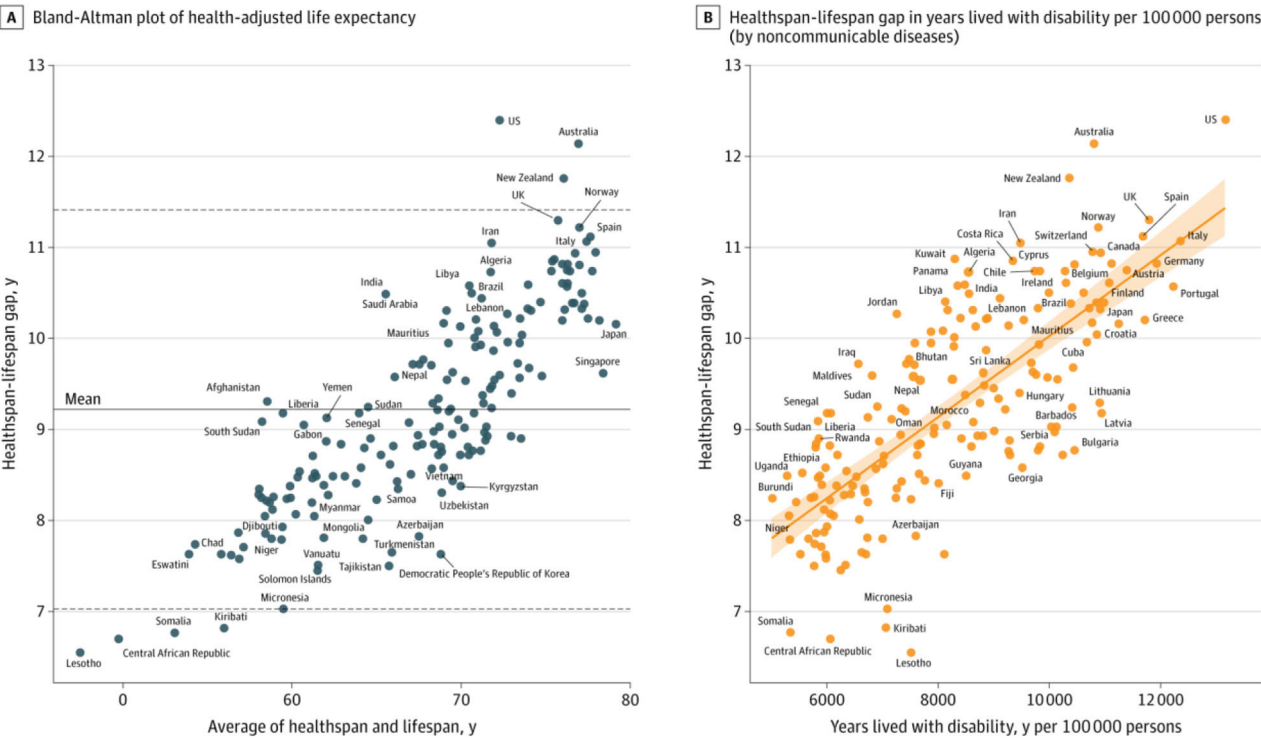 A Bland-Altman plot of health-adjusted life expectancy
13
12
11
10
9
8
7
Healthspan-lifespan gap, y
US
Australia
New Zealand
Norway
UK
Spain
Iran
Italy
Algeria
Libya
India
Brazil
Saudi Arabia
Lebanon
Mauritius
Japan
Singapore
Nepal
Mean
Afghanistan
Yemen
Liberia
Sudan
South Sudan
Senegal
Gabon
Vietnam
Kyrgyzstan
Samoa
Uzbekistan
Myanmar
Djibouti
Mongolia
Azerbaijan
Chad
Niger
Turkmenistan
Eswatini
Vanuatu
Tajikistan
Democratic People's Republic of Korea
Solomon Islands
Micronesia
Kiribati
Somalia
Central African Republic
Lesotho
0 60 70 80
Average of healthspan and lifespan, y
B Healthspan-lifespan gap in years lived with disability per 100 000 persons
(by noncommunicable diseases)
13
12
11
10
9
8
7
Healthspan-lifespan gap, y
US
Australia
New Zealand
UK
Spain
Iran
Norway
Costa Rica
Switzerland
Italy
Canada
Kuwait
Algeria
Cyprus
Germany
Panama
Chile
Belgium
Austria
Libya
India
Ireland
Finland
Portugal
Jordan
Lebanon
Brazil
Japan
Greece
Mauritius
Croatia
Iraq
Bhutan
Sri Lanka
Cuba
Maldives
Nepal
Hungary
Lithuania
Senegal
Sudan
Morocco
Barbados
South Sudan
Liberia
Oman
Latvia
Rwanda
Serbia
Bulgaria
Ethiopia
Uganda
Guyana
Georgia
Burundi
Fiji
Niger
Azerbaijan
Micronesia
Somalia
Kiribati
Central African Republic
Lesotho
6000 8000 10000 12000
Years lived with disability, y per 100 000 persons